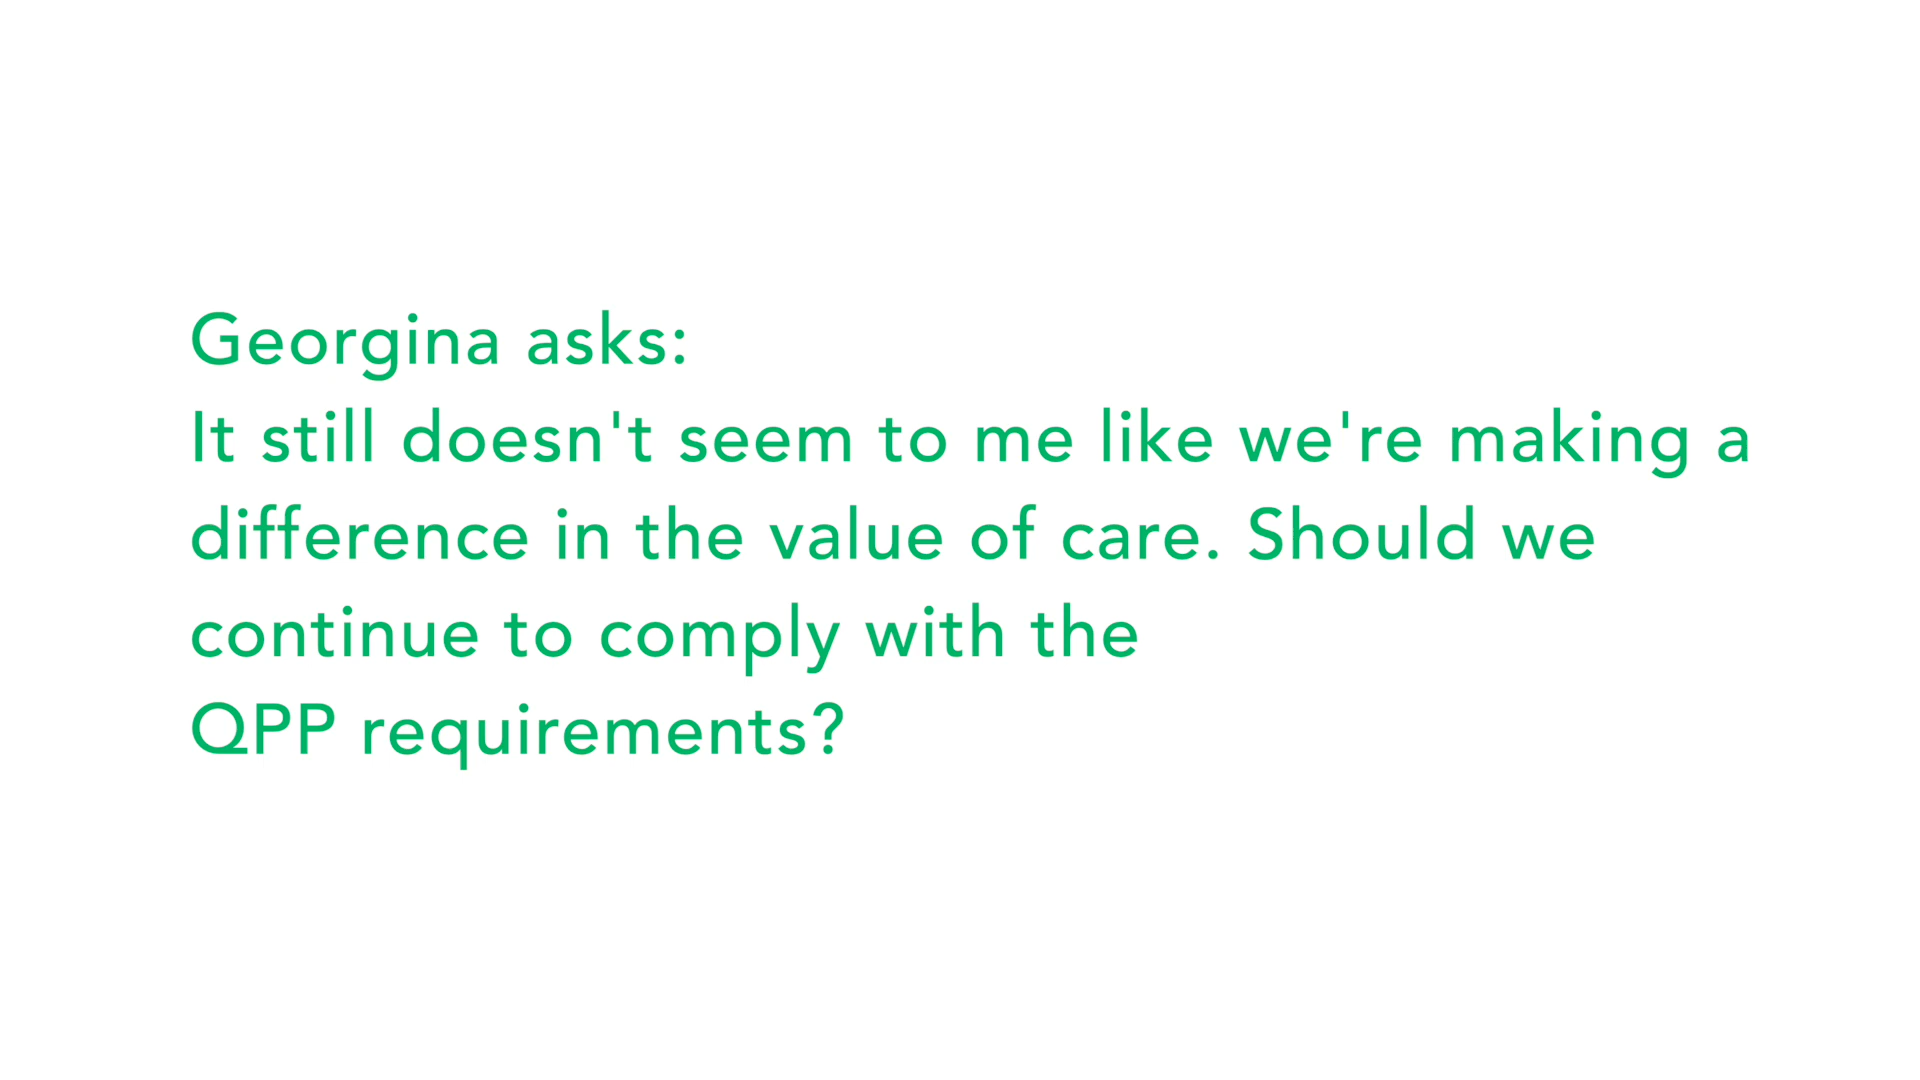 Georgina asks:
It still doesn't seem to me like we're making a
difference in the value of care. Should we
continue to comply with the
QPP requirements?